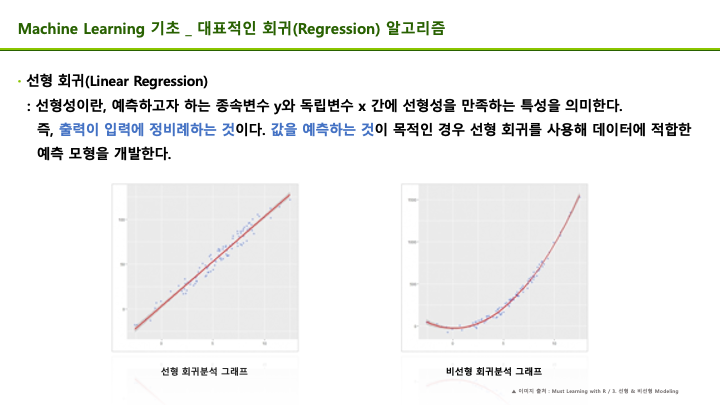 Machine Learning 기초 _ 대표적인 회귀(Regression) 알고리즘
· 선형 회귀(Linear Regression)
: 선형성이란, 예측하고자 하는 종속변수 y와 독립변수 x 간에 선형성을 만족하는 특성을 의미한다.
즉, 출력이 입력에 정비례하는 것이다. 값을 예측하는 것이 목적인 경우 선형 회귀를 사용해 데이터에 적합한
예측 모형을 개발한다.
선형 회귀분석 그래프
비선형 회귀분석 그래프
▲ 이미지 출처 : Must Learning with R / 3. 선형 & 비선형 Modeling